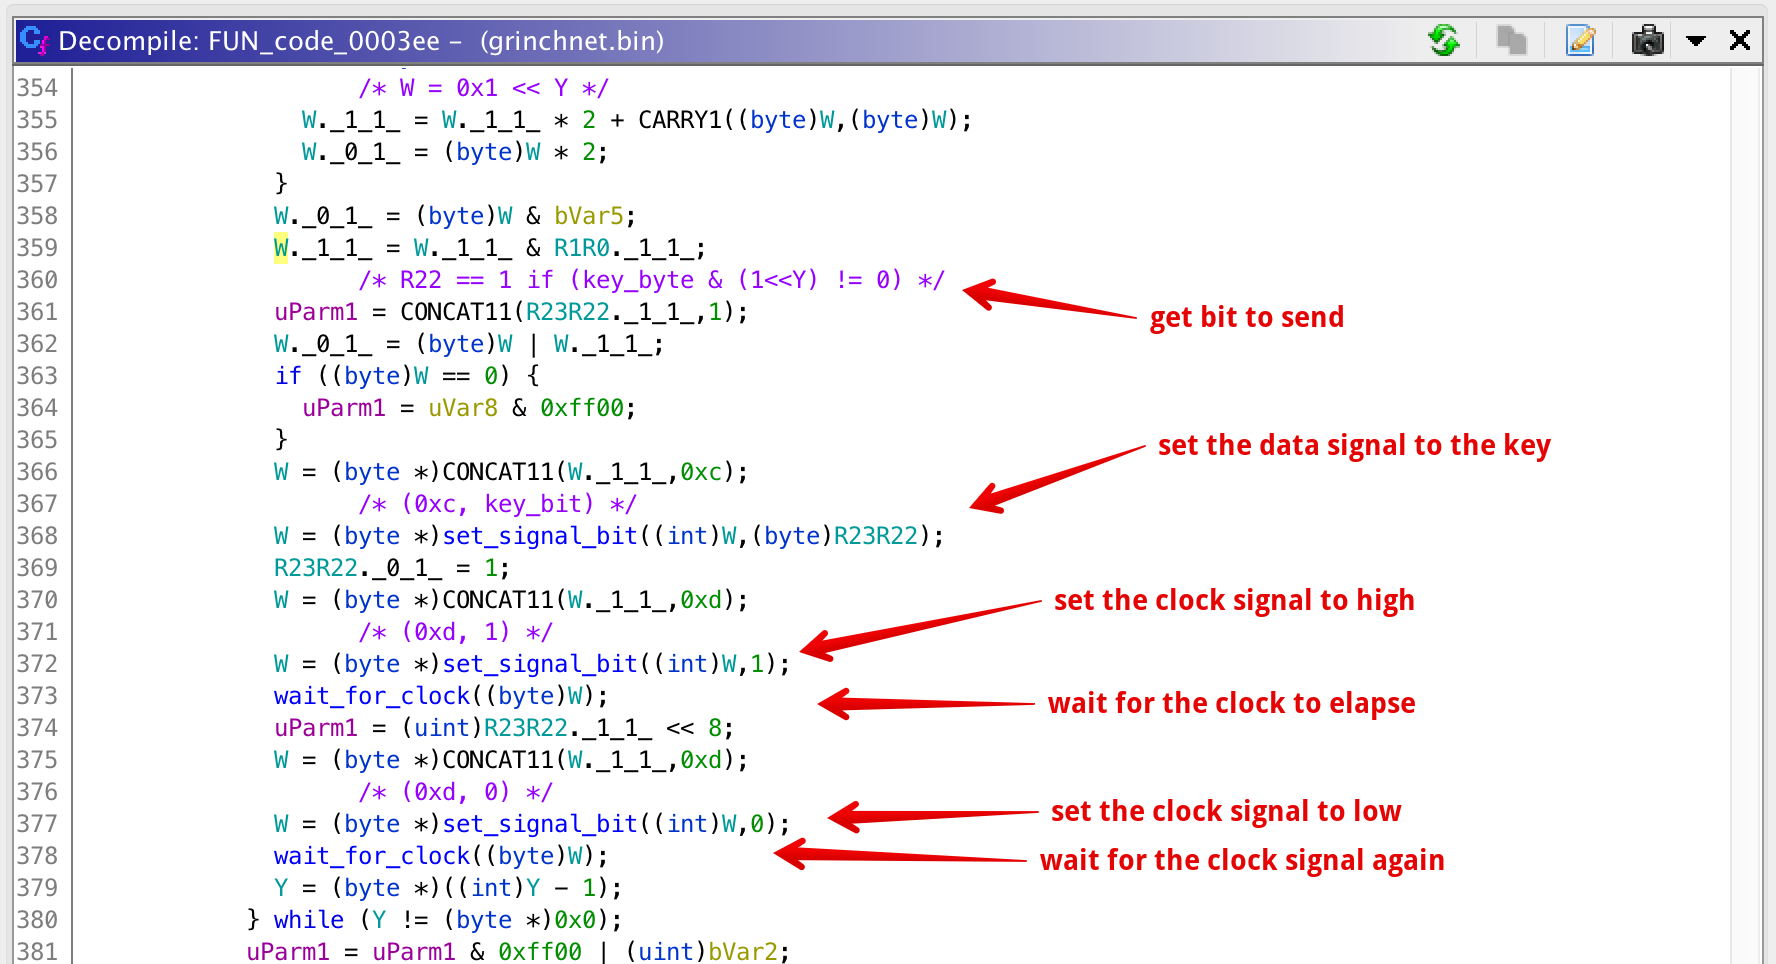 Decompile: FUN_code_0003ee – (grinchnet.bin)
354 /* W = 0x1 << Y */
355 W._1_1_ = W._1_1_ * 2 + CARRY1((byte)W,(byte)W);
356 W._0_1_ = (byte)W * 2;
357 }
358 W._0_1_ = (byte)W & bVar5;
359 W._1_1_ = W._1_1_ & R1R0._1_1_;
360 /* R22 == 1 if (key_byte & (1<<Y) != 0) */
get bit to send
361 uParm1 = CONCAT11(R23R22._1_1_,1);
362 W._0_1_ = (byte)W | W._1_1_;
363 if ((byte)W == 0) {
364 uParm1 = uVar8 & 0xff00;
365 }
set the data signal to the key
366 W = (byte *)CONCAT11(W._1_1_,0xc);
367 /* (0xc, key_bit) */
368 W = (byte *)set_signal_bit((int)W,(byte)R23R22);
369 R23R22._0_1_ = 1;
370 W = (byte *)CONCAT11(W._1_1_,0xd);
set the clock signal to high
371 /* (0xd, 1) */
372 W = (byte *)set_signal_bit((int)W,1);
373 wait_for_clock((byte)W);
wait for the clock to elapse
374 uParm1 = (uint)R23R22._1_1_ << 8;
375 W = (byte *)CONCAT11(W._1_1_,0xd);
376 /* (0xd, 0) */
377 W = (byte *)set_signal_bit((int)W,0);
set the clock signal to low
378 wait_for_clock((byte)W);
wait for the clock signal again
379 Y = (byte *)((int)Y - 1);
380 } while (Y != (byte *)0x0);
381 uParm1 = uParm1 & 0xff00 | (uint)bVar2;